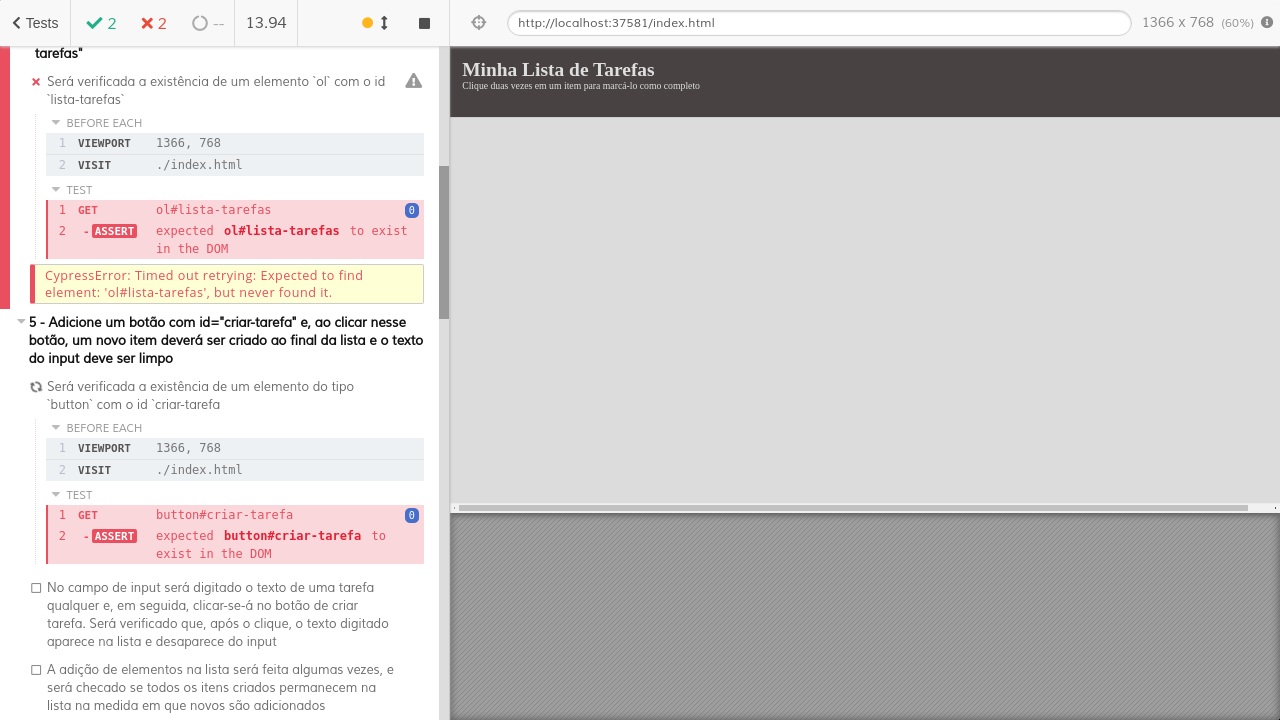 Tests
2
2
--
13.94
http://localhost:37581/index.html
1366 x 768 (60%)
tarefas"
Será verificada a existência de um elemento `ol` com o id
`lista-tarefas`
BEFORE EACH
1 VIEWPORT 1366, 768
2 VISIT ./index.html
TEST
1 GET ol#lista-tarefas 0
2 -ASSERT expected ol#lista-tarefas to exist
in the DOM
CypressError: Timed out retrying: Expected to find
element: 'ol#lista-tarefas', but never found it.
5 - Adicione um botão com id="criar-tarefa" e, ao clicar nesse
botão, um novo item deverá ser criado ao final da lista e o texto
do input deve ser limpo
Será verificada a existência de um elemento do tipo
`button` com o id `criar-tarefa
BEFORE EACH
1 VIEWPORT 1366, 768
2 VISIT ./index.html
TEST
1 GET button#criar-tarefa 0
2 -ASSERT expected button#criar-tarefa to
exist in the DOM
No campo de input será digitado o texto de uma tarefa
qualquer e, em seguida, clicar-se-á no botão de criar
tarefa. Será verificado que, após o clique, o texto digitado
aparece na lista e desaparece do input
A adição de elementos na lista será feita algumas vezes, e
será checado se todos os itens criados permanecem na
lista na medida em que novos são adicionados
Minha Lista de Tarefas
Clique duas vezes em um item para marcá-lo como completo